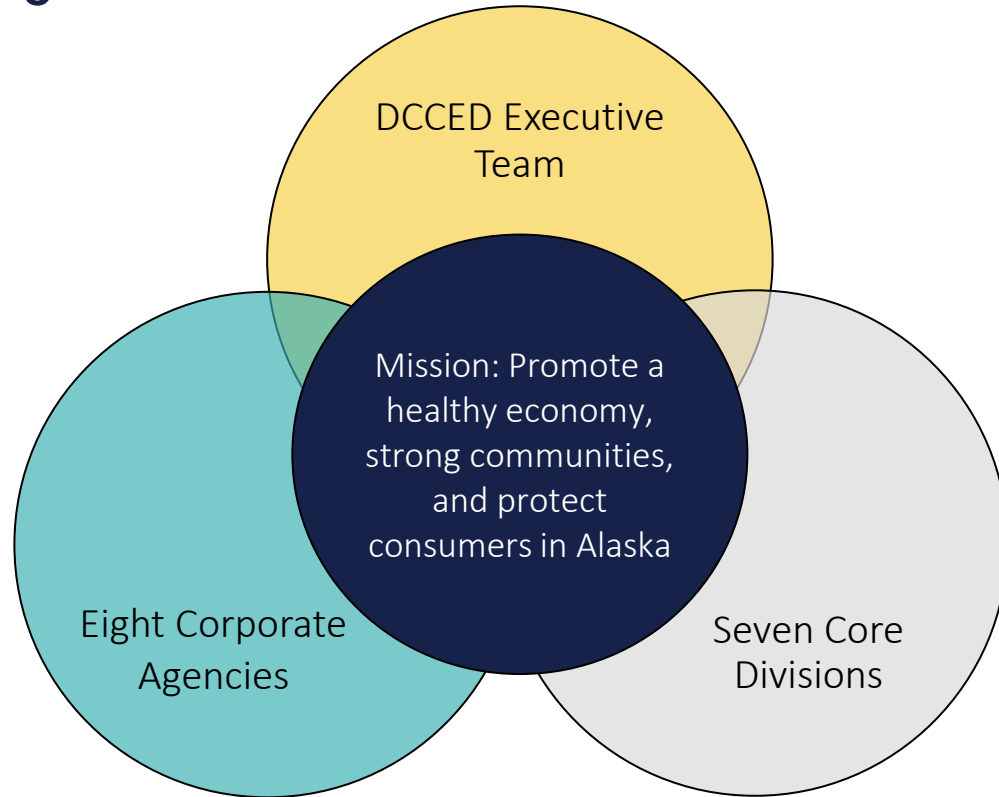 DCCED Executive
Team
Mission: Promote a
healthy economy,
strong communities,
and protect
consumers in Alaska
Eight Corporate
Agencies
Seven Core
Divisions